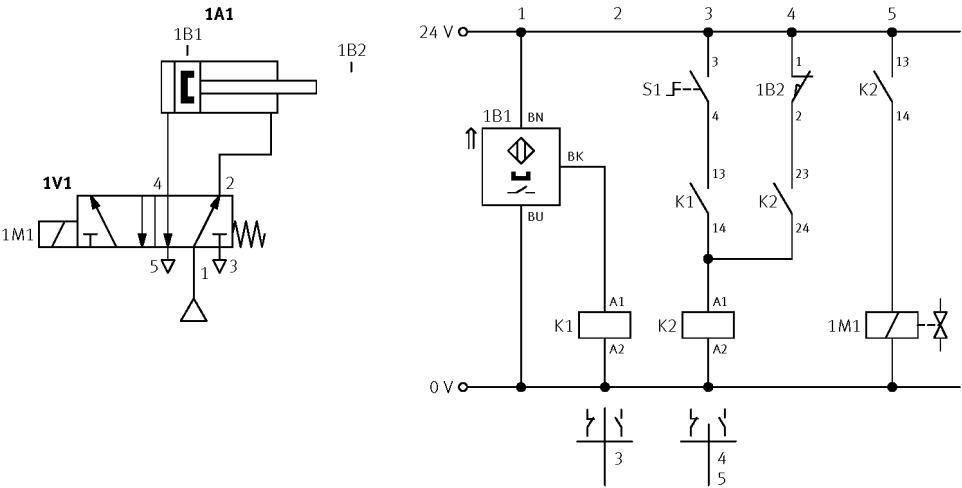 1A1
1B1
1B2
1V1
4 2
1M1
5 1 3
1 2 3 4 5
24 V
3 1 13
S1 1B2 K2
4 2 14
1B1 BN
BK
BU
13 23
K1 K2
14 24
A1 A1
K1 K2 1M1
A2 A2
0 V
3 4
5